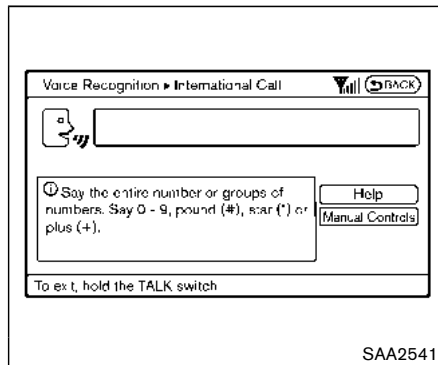 Voice Recognition ▸ International Call BACK
Say the entire number or groups of
numbers. Say 0 - 9, pound (#), star (*) or
plus (+).
Help
Manual Controls
To exit, hold the TALK switch
SAA2541